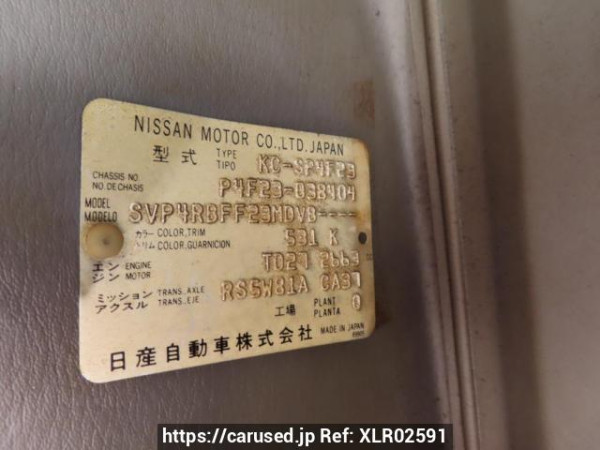 NISSAN MOTOR CO.,LTD. JAPAN
型式 TYPE TIPO KC-SP4F23
CHASSIS NO NO.DE CHASIS P4F23-038404
MODEL MODELO SVP4RBFF23MDVB----
カラー トリム COLOR,TRIM COLOR,GUARNICION 531 K
エンジン ENGINE MOTOR TD27 2663
ミッション アクスル TRANS.,AXLE TRANS.,EJE RS5W81A CA37
工場 PLANT PLANTA 0
日産自動車株式会社 MADE IN JAPAN
https://carused.jp Ref: XLR02591